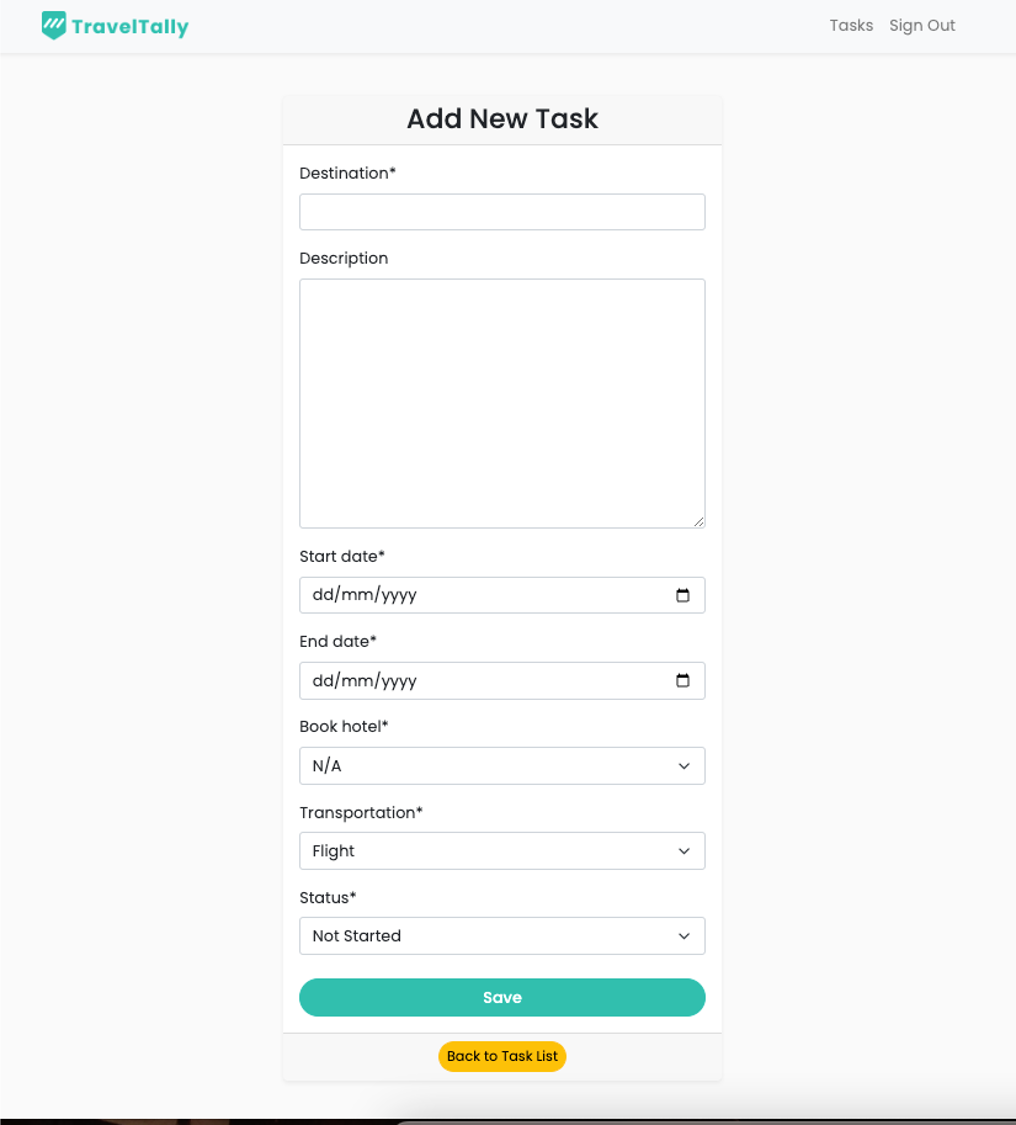 TravelTally
Tasks Sign Out
Add New Task
Destination*
Description
Start date*
dd/mm/yyyy
End date*
dd/mm/yyyy
Book hotel*
N/A
Transportation*
Flight
Status*
Not Started
Save
Back to Task List